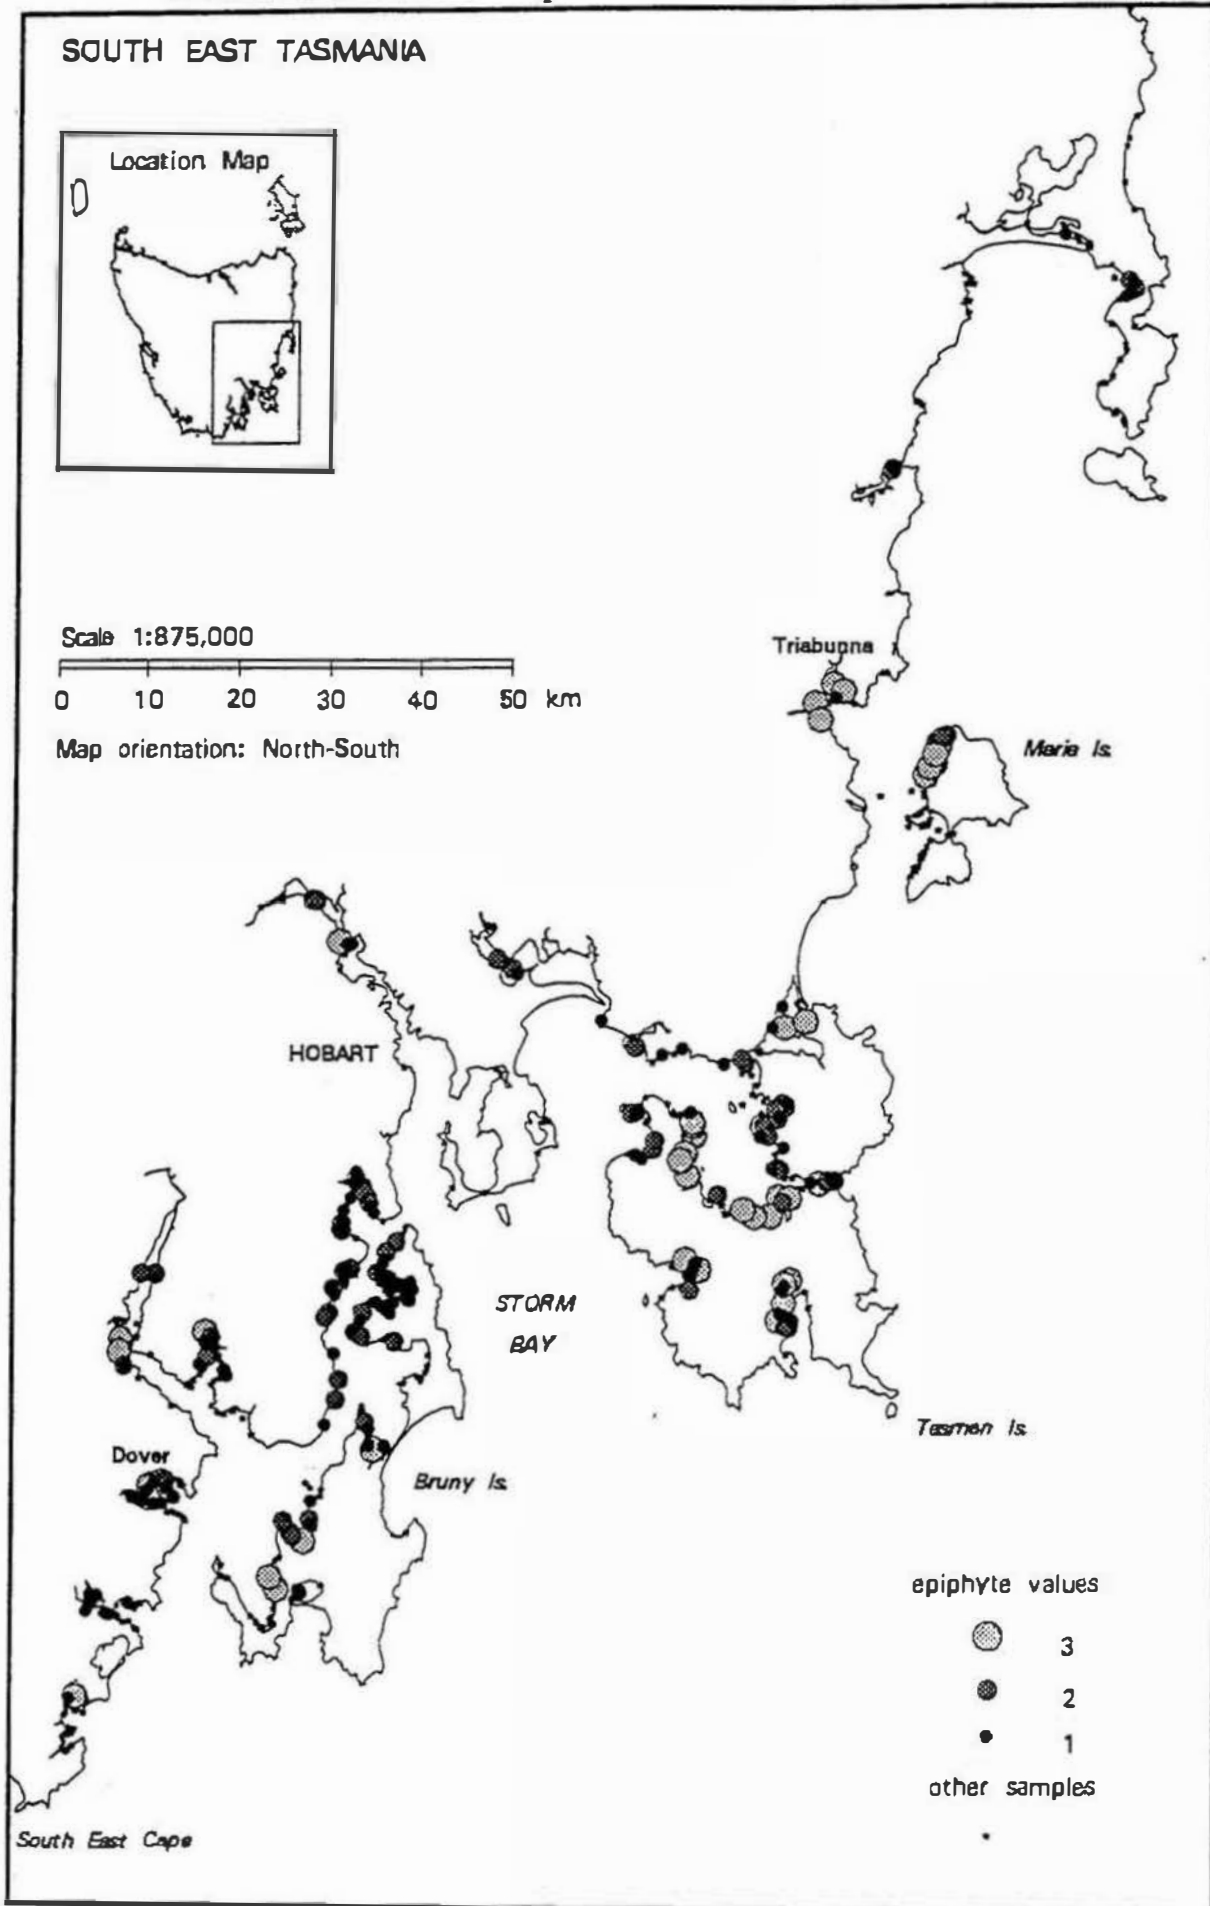 SOUTH EAST TASMANIA
Location Map
Scale 1:875,000
0 10 20 30 40 50 km
Map orientation: North-South
Triabunna
Maria Is.
HOBART
STORM
BAY
Tasman Is.
Dover
Bruny Is.
epiphyte values
3
2
1
other samples
South East Cape